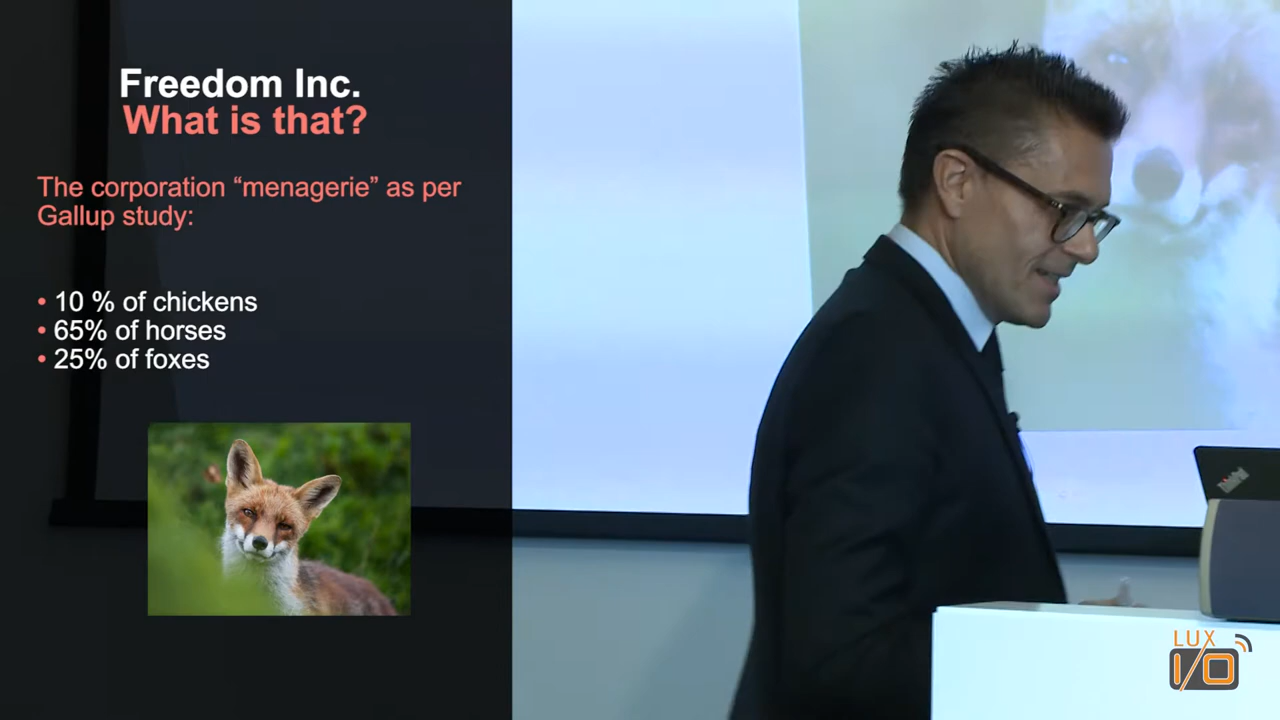 Freedom Inc.
What is that?
The corporation “menagerie” as per
Gallup study:
• 10 % of chickens
• 65% of horses
• 25% of foxes
ThinkPad
LUX
I/O